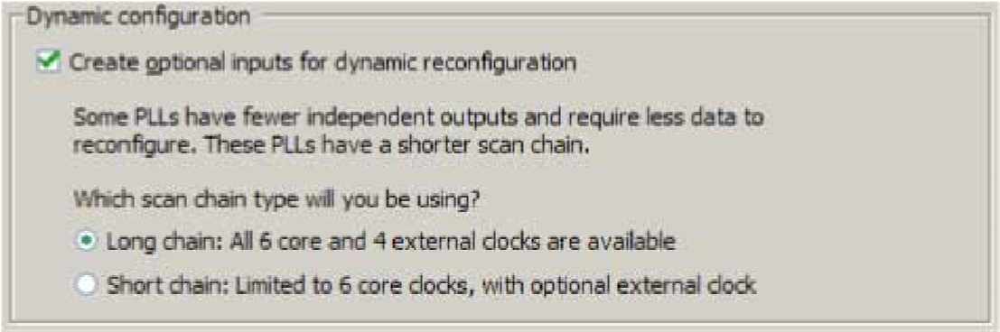 Dynamic configuration
Create optional inputs for dynamic reconfiguration
Some PLLs have fewer independent outputs and require less data to
reconfigure. These PLLs have a shorter scan chain.
Which scan chain type will you be using?
Long chain: All 6 core and 4 external clocks are available
Short chain: Limited to 6 core clocks, with optional external clock